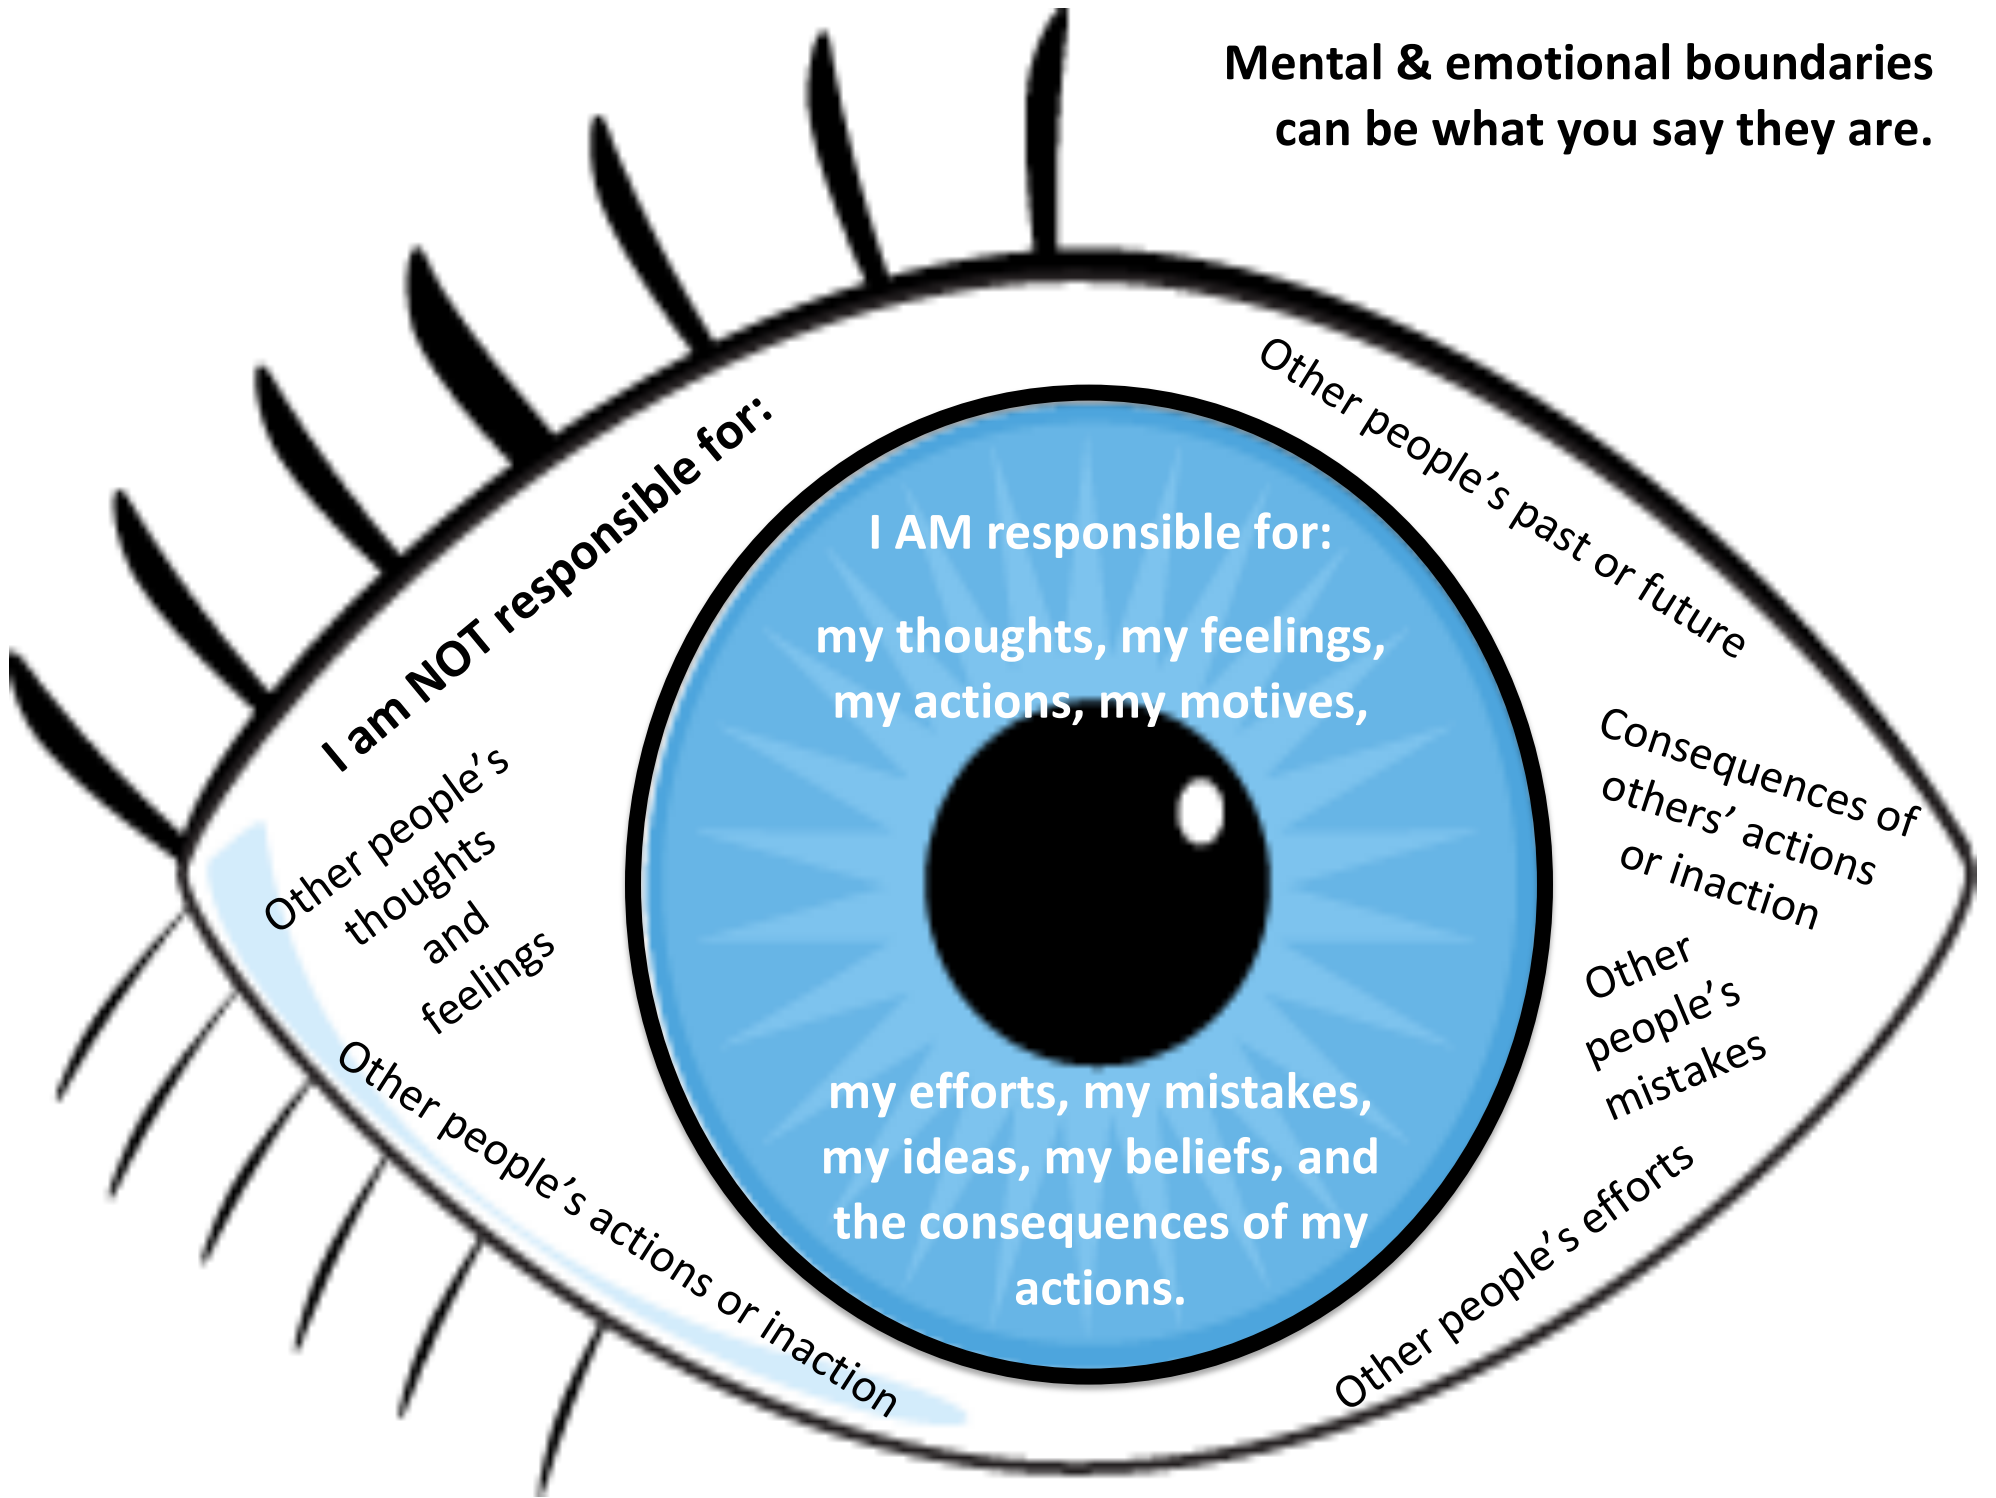 Mental & emotional boundaries
can be what you say they are.
I am NOT responsible for:
Other people’s
thoughts
and
feelings
Other people’s actions or inaction
I AM responsible for:
my thoughts, my feelings,
my actions, my motives,
my efforts, my mistakes,
my ideas, my beliefs, and
the consequences of my
actions.
Other people’s past or future
Consequences of
others’ actions
or inaction
Other
people’s
mistakes
Other people’s efforts